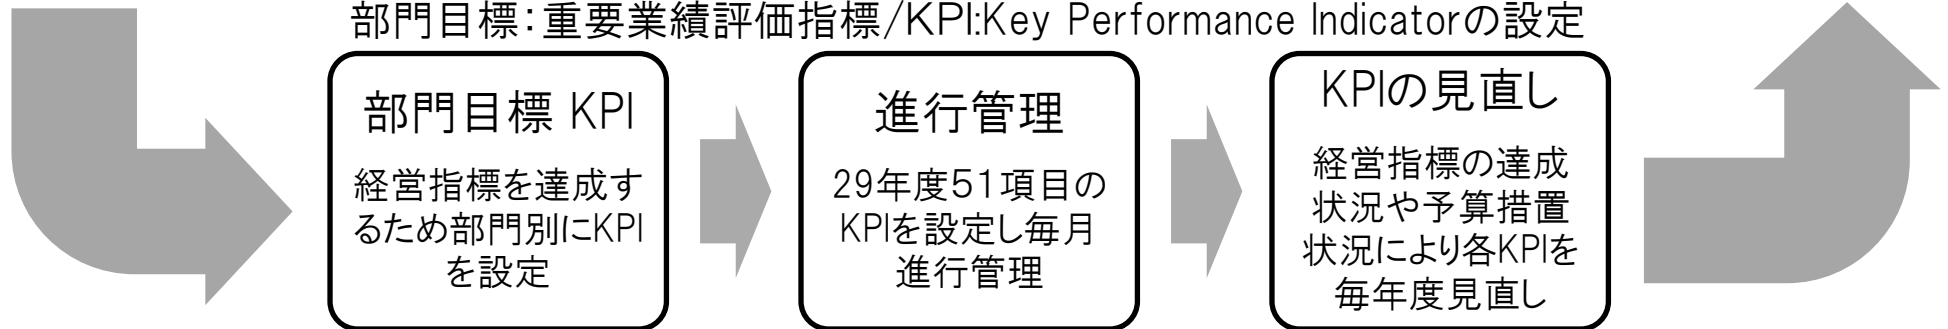 部門目標：重要業績評価指標/KPI:Key Performance Indicatorの設定
部門目標 KPI
経営指標を達成す
るため部門別にKPI
を設定
進行管理
29年度５１項目の
KPIを設定し毎月
進行管理
KPIの見直し
経営指標の達成
状況や予算措置
状況により各KPIを
毎年度見直し